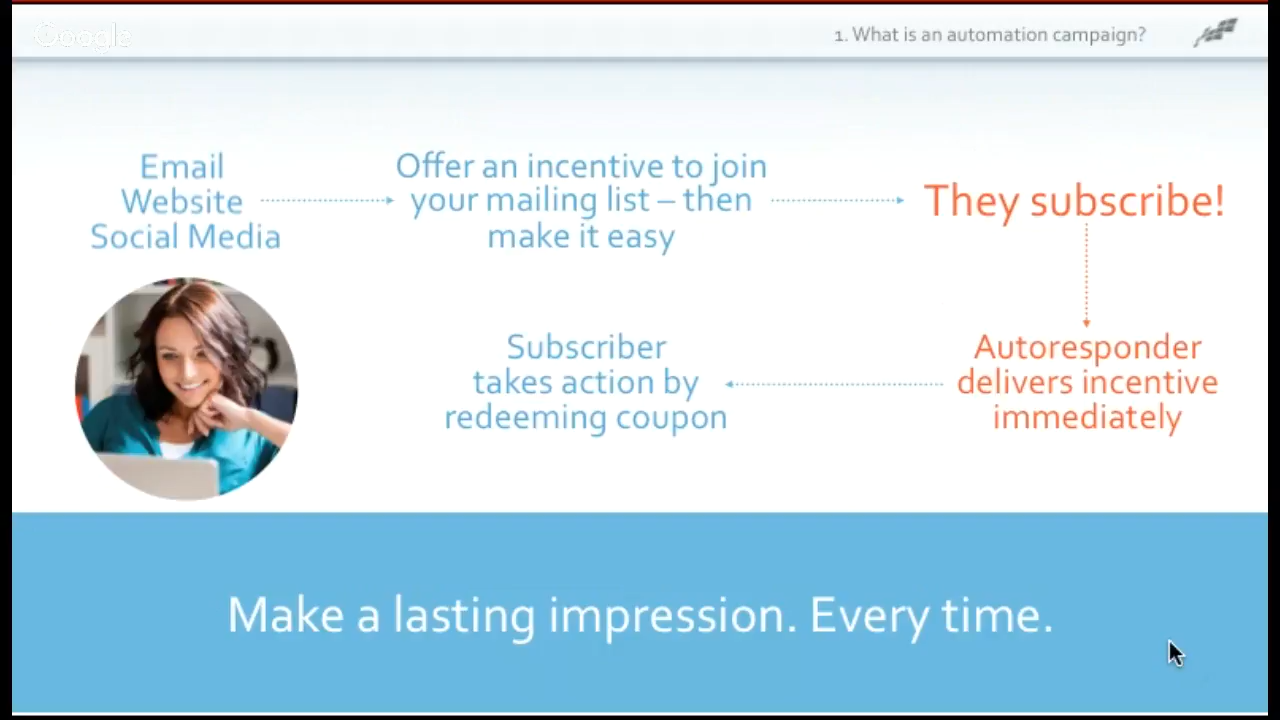 Google
1. What is an automation campaign?
Email
Website
Social Media
Offer an incentive to join
your mailing list – then
make it easy
They subscribe!
Autoresponder
delivers incentive
immediately
Subscriber
takes action by
redeeming coupon
Make a lasting impression. Every time.